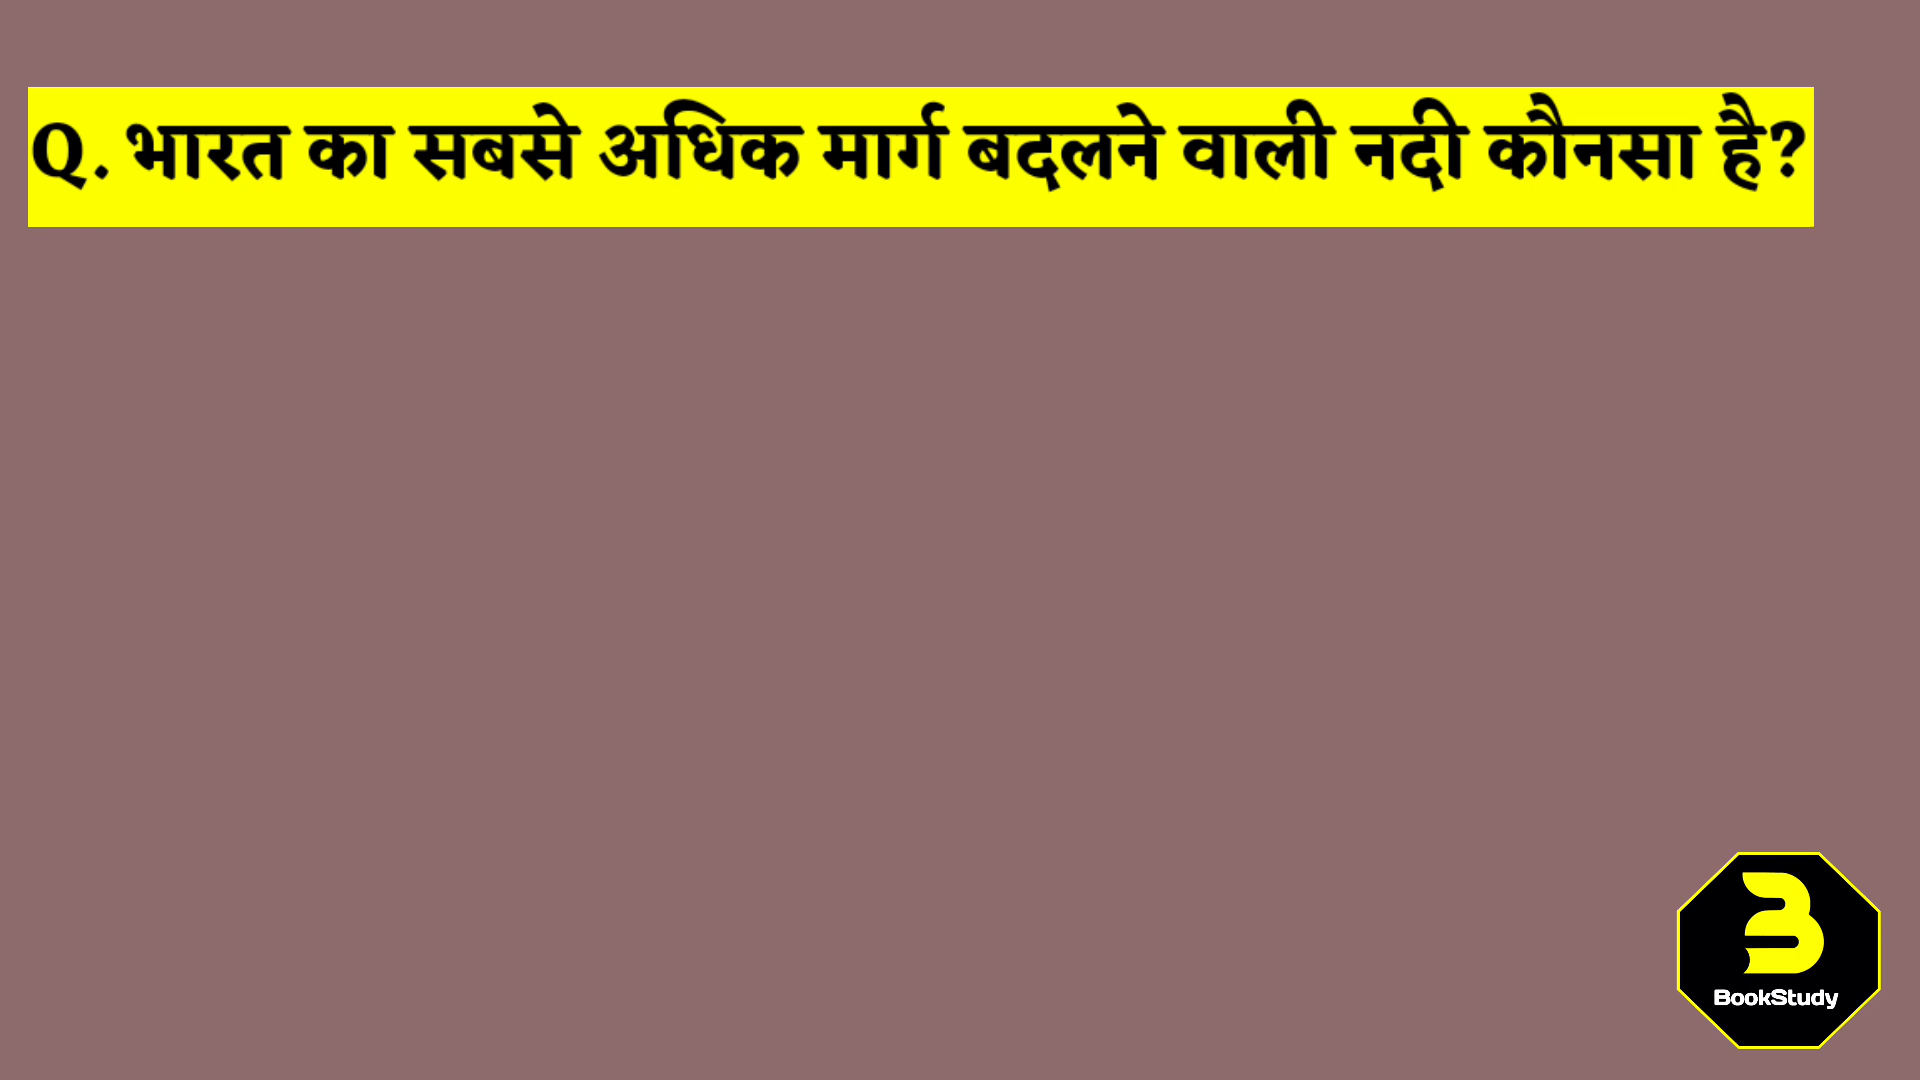 Q. भारत का सबसे अधिक मार्ग बदलने वाली नदी कौनसा है?
BookStudy